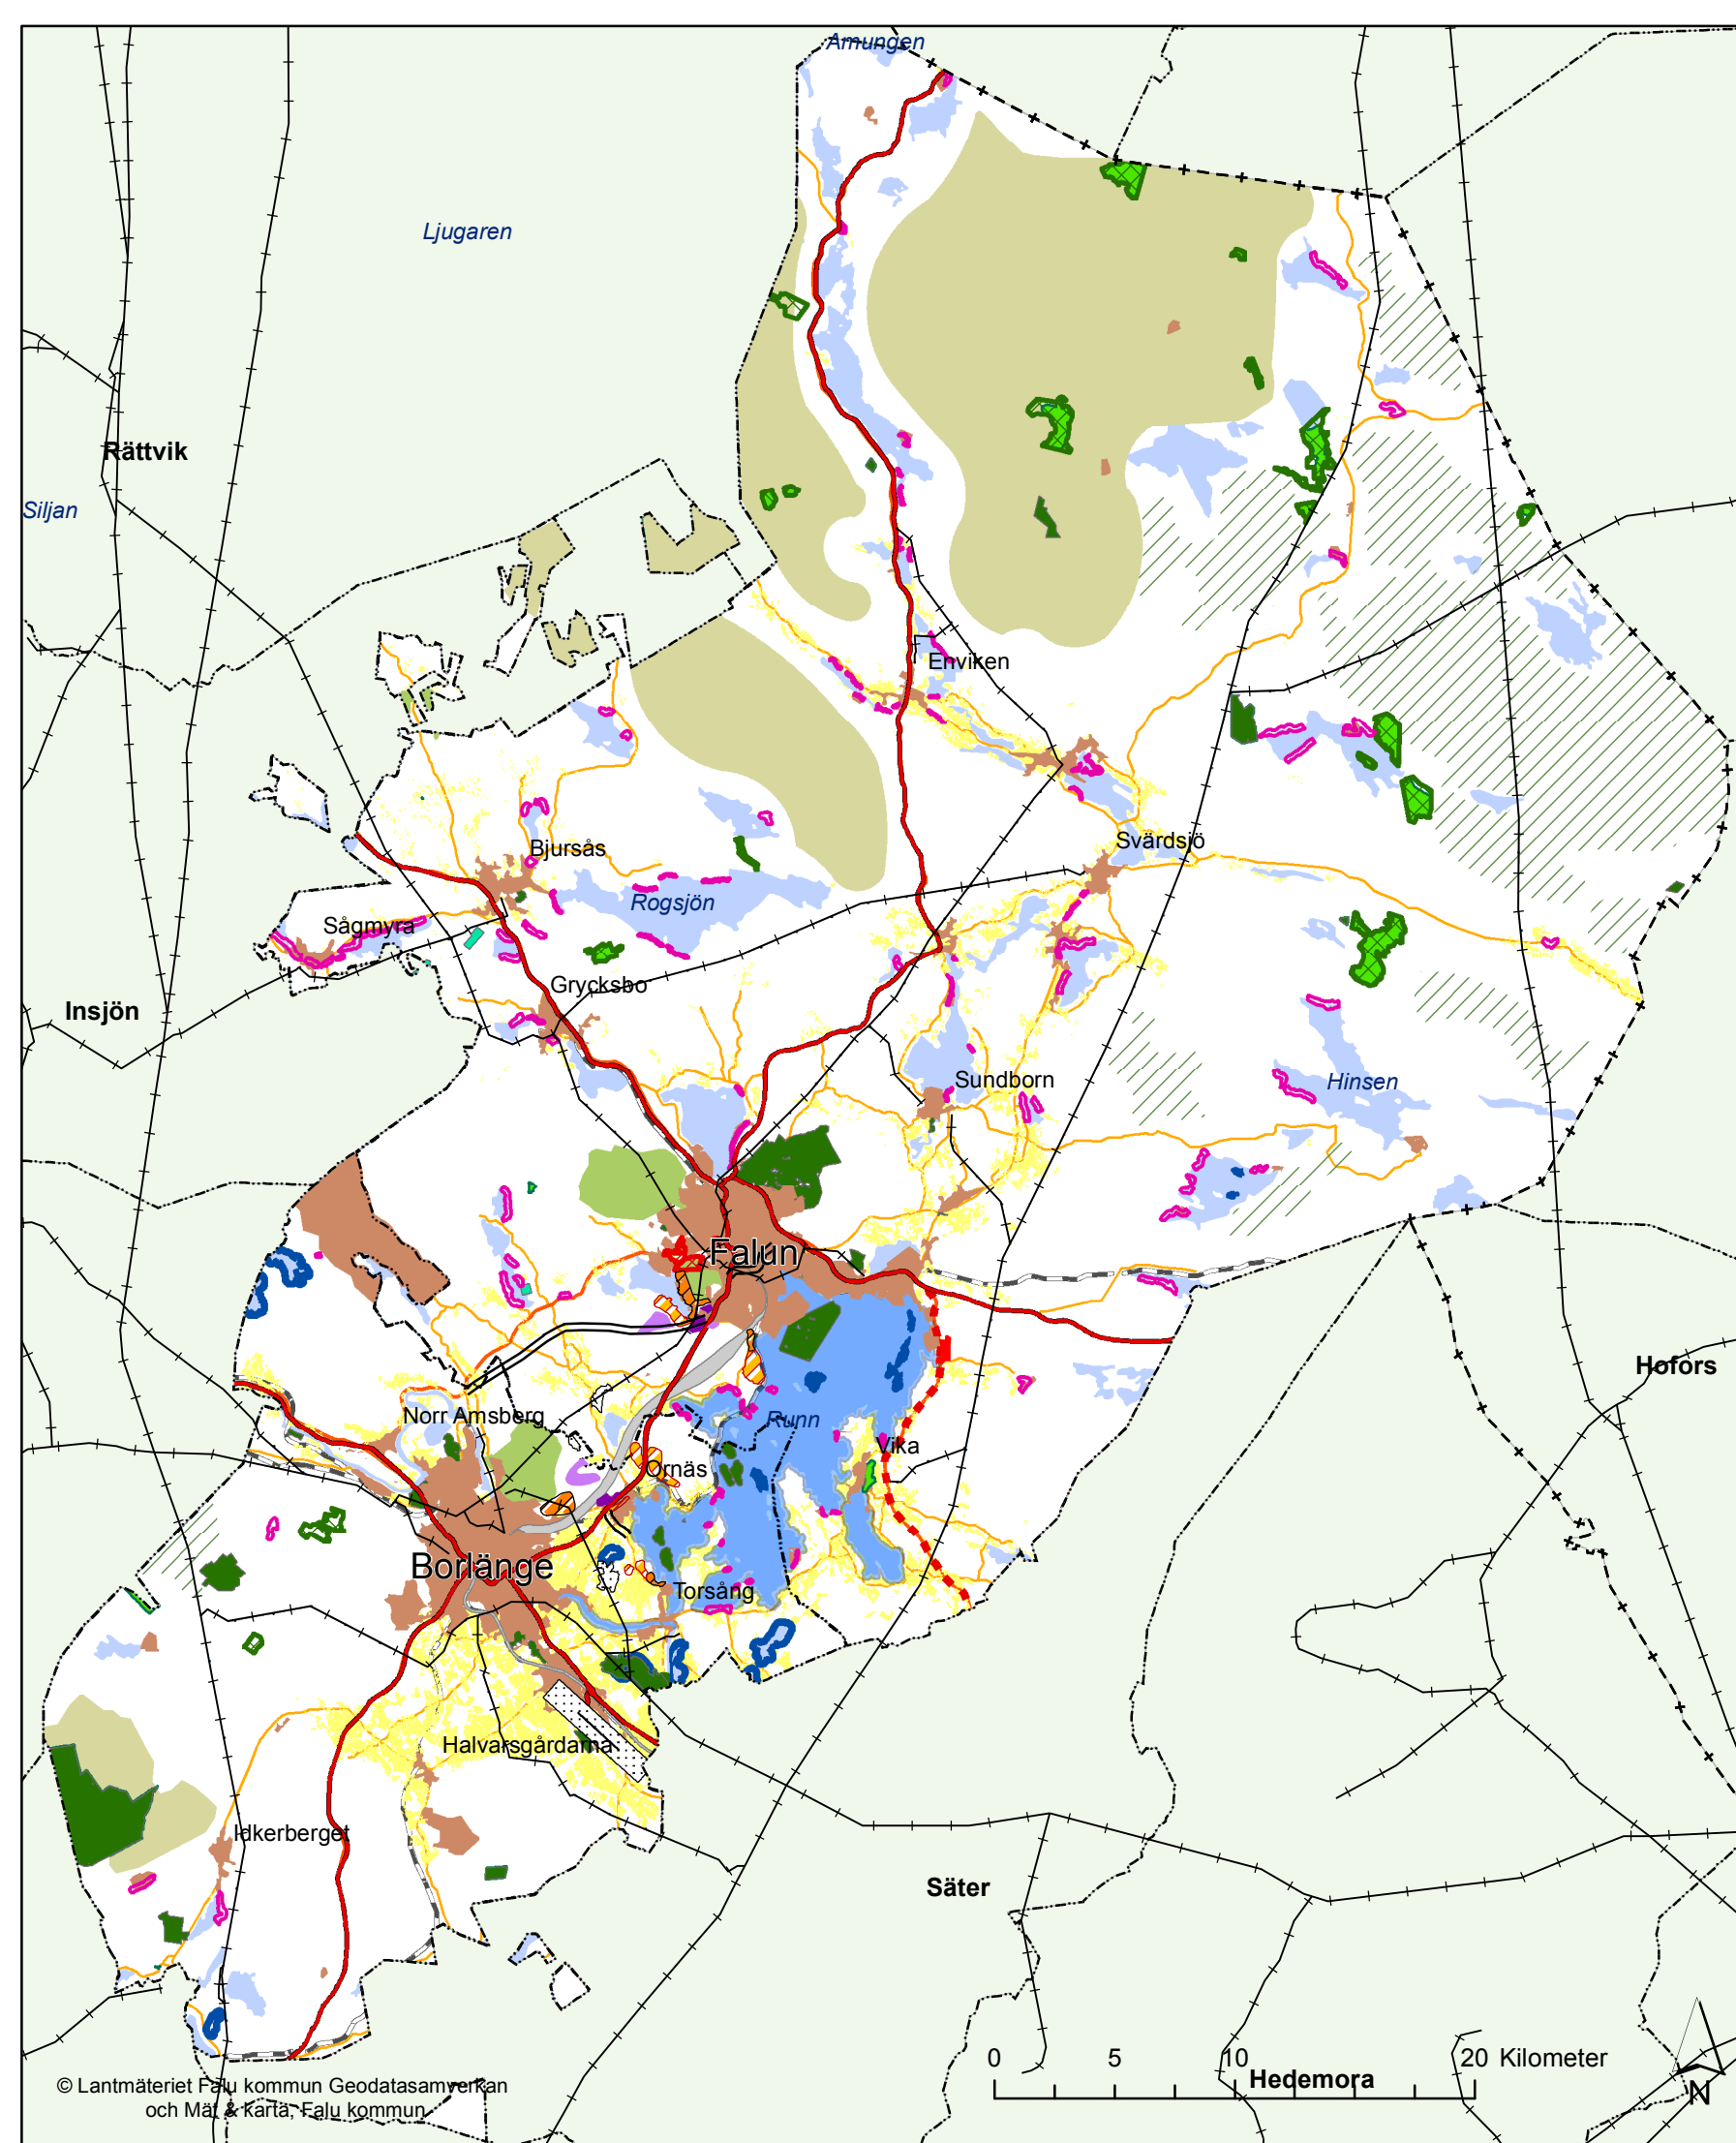 Amungen
Ljugaren
Rättvik
Siljan
Enviken
Svärdsjö
Bjursås
Rogsjön
Sågmyra
Grycksbo
Insjön
Sundborn
Hinsen
Falun
Hofors
Norr Amsberg
Runn
Vika
Ornäs
Borlänge
Torsång
Halvarsgårdarna
Idkerberget
Säter
0 5 10 20 Kilometer
Hedemora
N
© Lantmäteriet Falu kommun Geodatasamverkan
och Mät & karta, Falu kommun